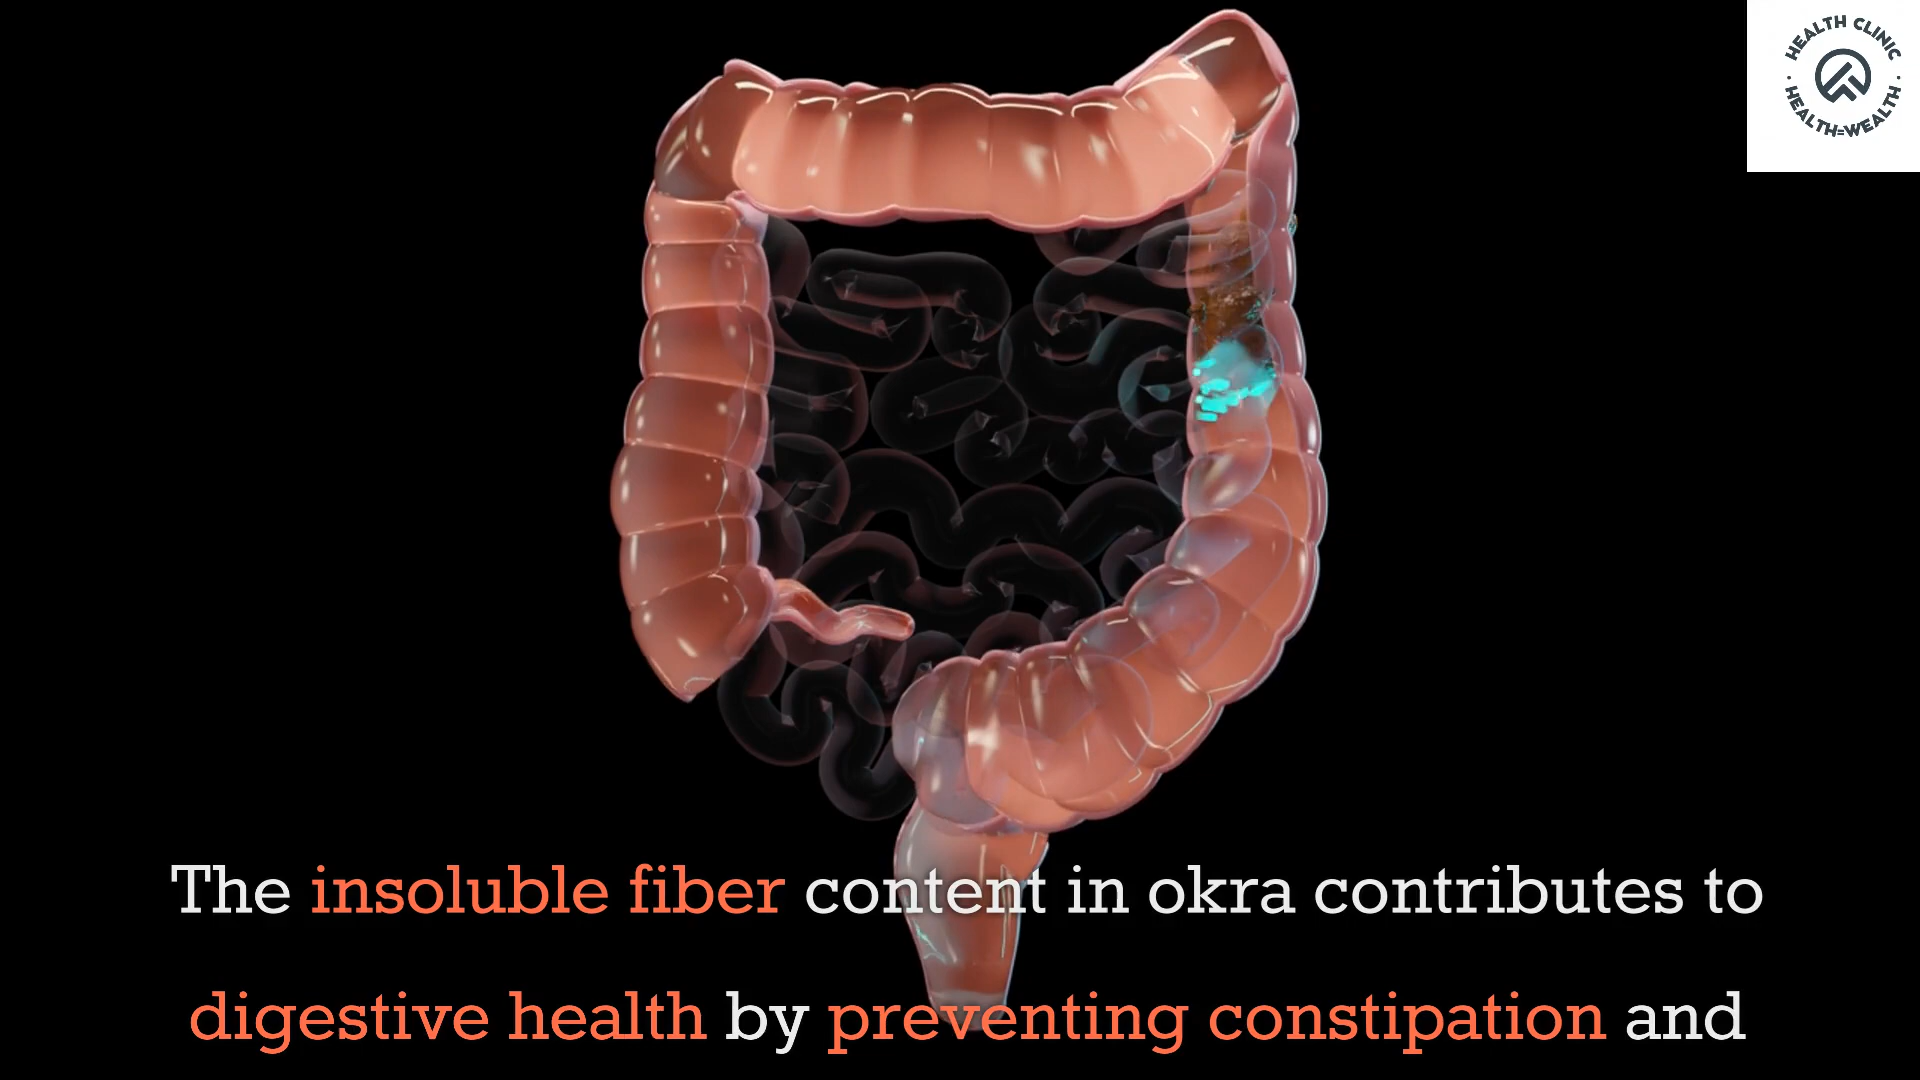 HEALTH CLINIC
HEALTH=WEALTH
The insoluble fiber content in okra contributes to
digestive health by preventing constipation and